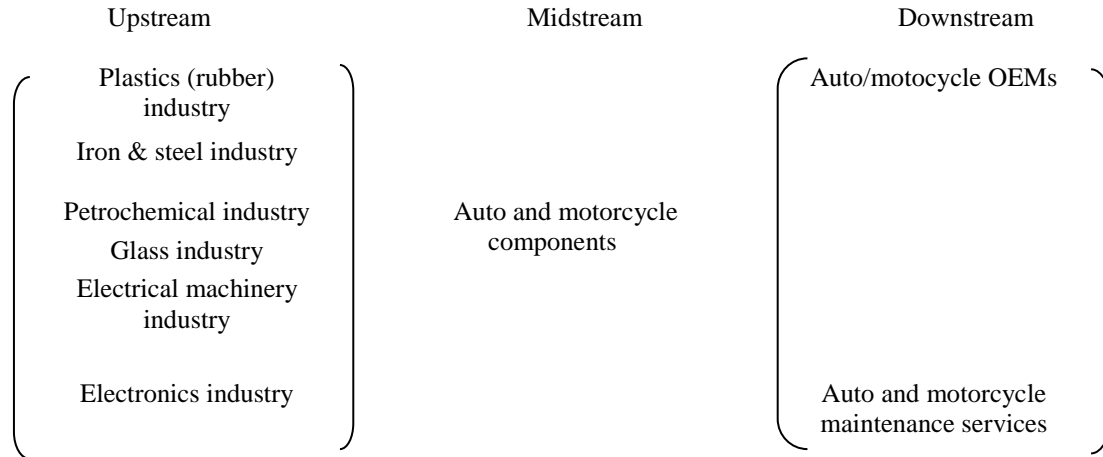 Upstream Midstream Downstream
Plastics (rubber)
industry
Iron & steel industry
Petrochemical industry
Glass industry
Electrical machinery
industry
Electronics industry
Auto and motorcycle
components
Auto/motocycle OEMs
Auto and motorcycle
maintenance services